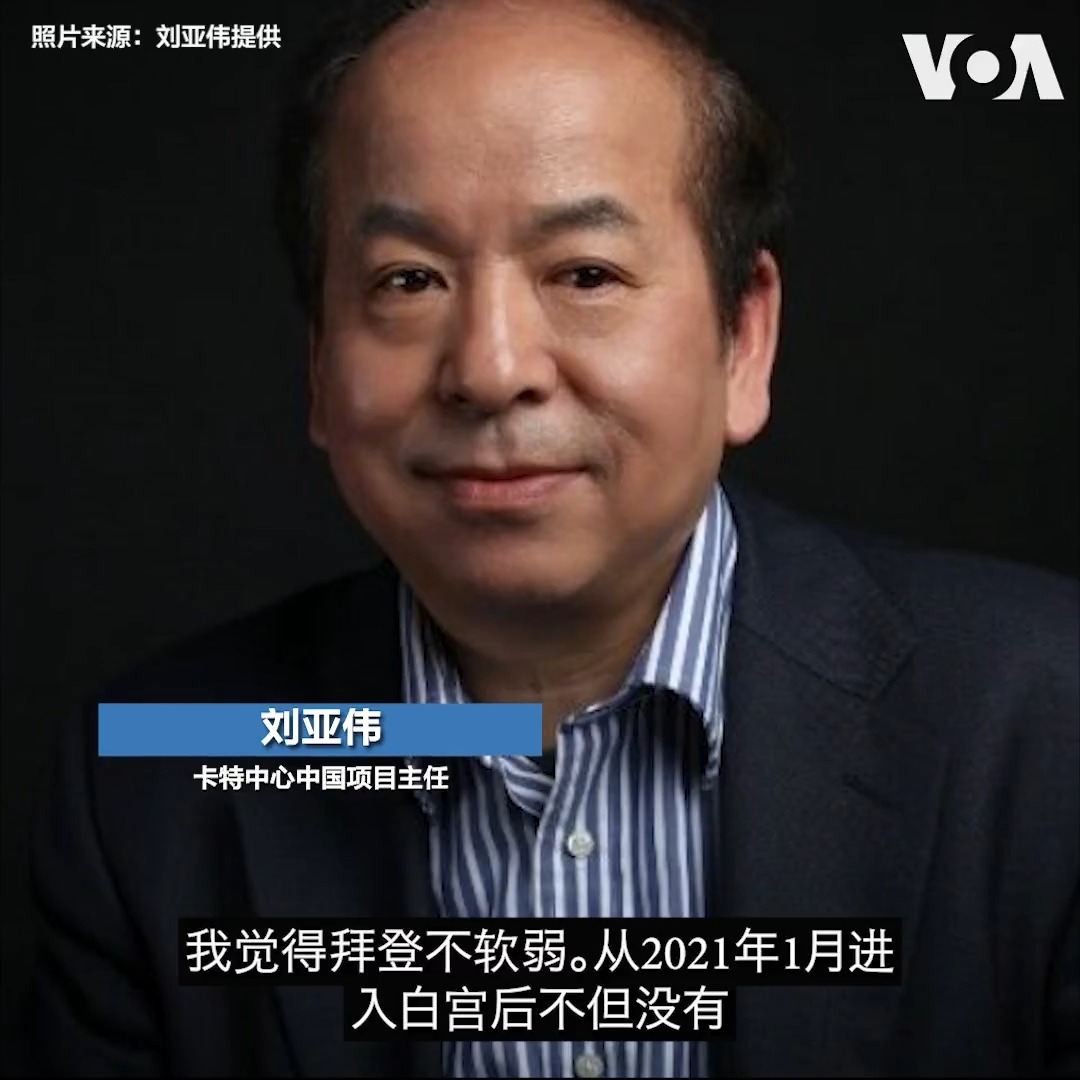 照片来源：刘亚伟提供
VOA
刘亚伟
卡特中心中国项目主任
我觉得拜登不软弱。从2021年1月进
入白宫后不但没有